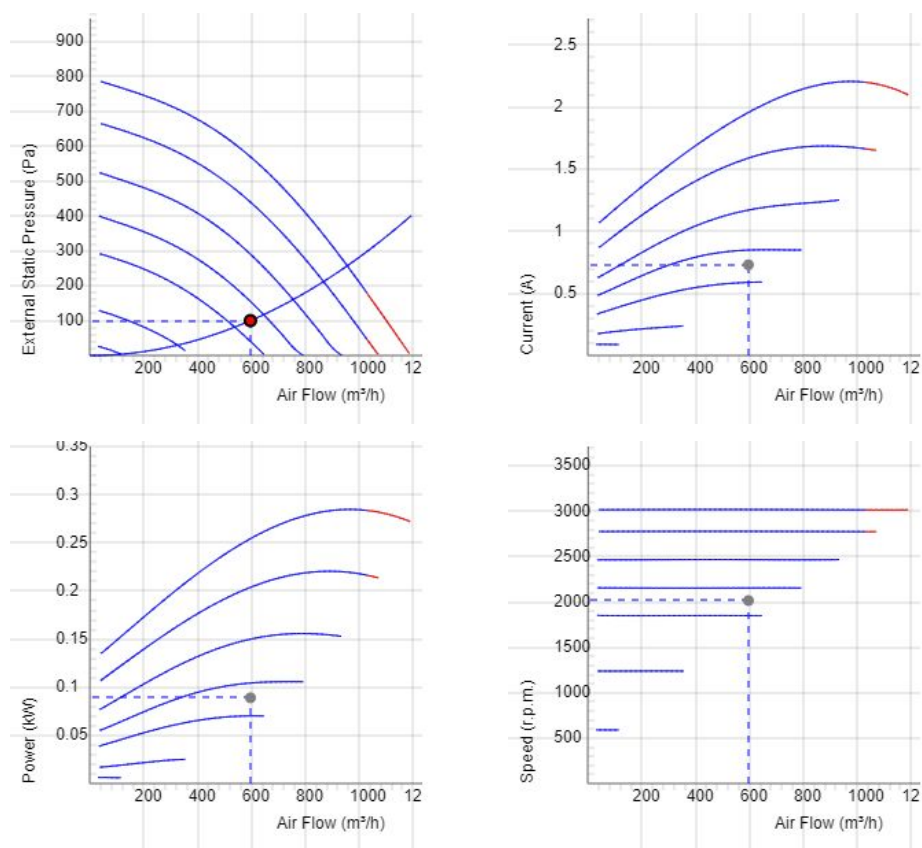 External Static Pressure (Pa)
900
800
700
600
500
400
300
200
100
200 400 600 800 1000 12
Air Flow (m³/h)
Current (A)
2.5
2
1.5
1
0.5
200 400 600 800 1000 12
Air Flow (m³/h)
Power (kW)
0.35
0.3
0.25
0.2
0.15
0.1
0.05
200 400 600 800 1000 12
Air Flow (m³/h)
Speed (r.p.m.)
3500
3000
2500
2000
1500
1000
500
200 400 600 800 1000 12
Air Flow (m³/h)